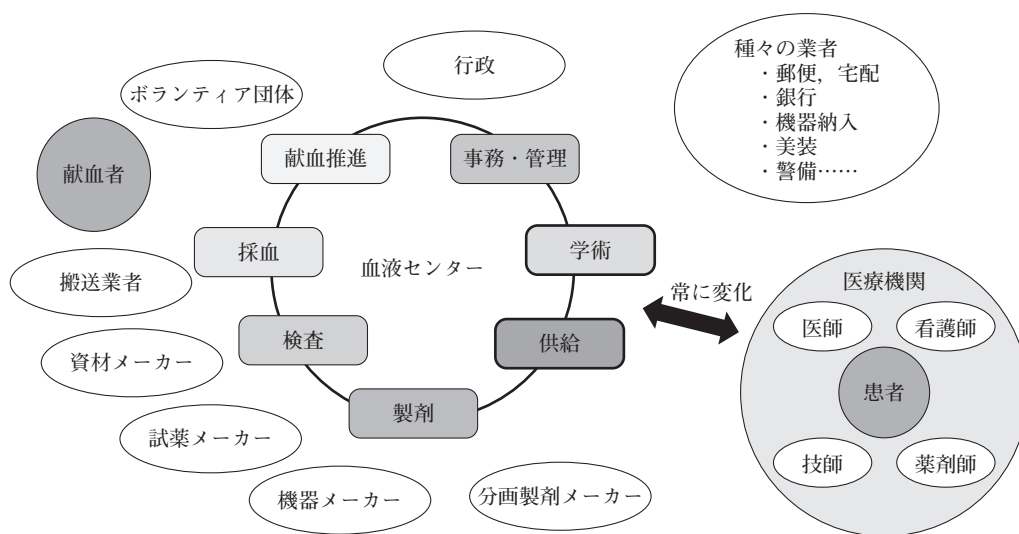 行政
種々の業者
・郵便，宅配
・銀行
・機器納入
・美装
・警備……
ボランティア団体
献血推進
事務・管理
献血者
採血
血液センター
学術
搬送業者
常に変化
医療機関
医師
看護師
検査
供給
資材メーカー
患者
製剤
試薬メーカー
技師
薬剤師
機器メーカー
分画製剤メーカー